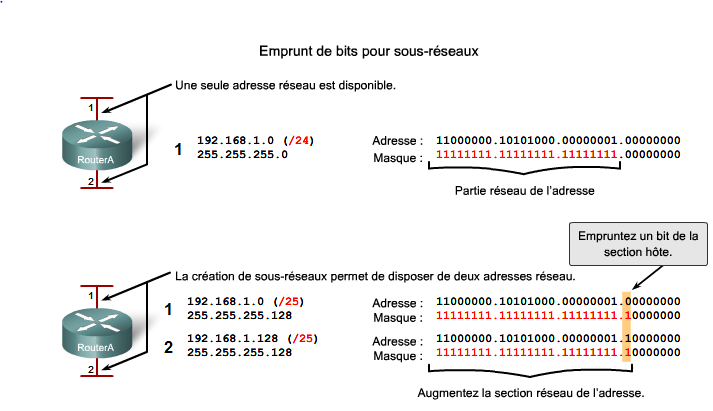 Emprunt de bits pour sous-réseaux
Une seule adresse réseau est disponible.
1
RouterA
2
1
192.168.1.0 (/24)
255.255.255.0
Adresse : 11000000.10101000.00000001.00000000
Masque : 11111111.11111111.11111111.00000000
Partie réseau de l'adresse
Empruntez un bit de la
section hôte.
La création de sous-réseaux permet de disposer de deux adresses réseau.
1
RouterA
2
1
192.168.1.0 (/25)
255.255.255.128
Adresse : 11000000.10101000.00000001.00000000
Masque : 11111111.11111111.11111111.10000000
2
192.168.1.128 (/25)
255.255.255.128
Adresse : 11000000.10101000.00000001.10000000
Masque : 11111111.11111111.11111111.10000000
Augmentez la section réseau de l'adresse.